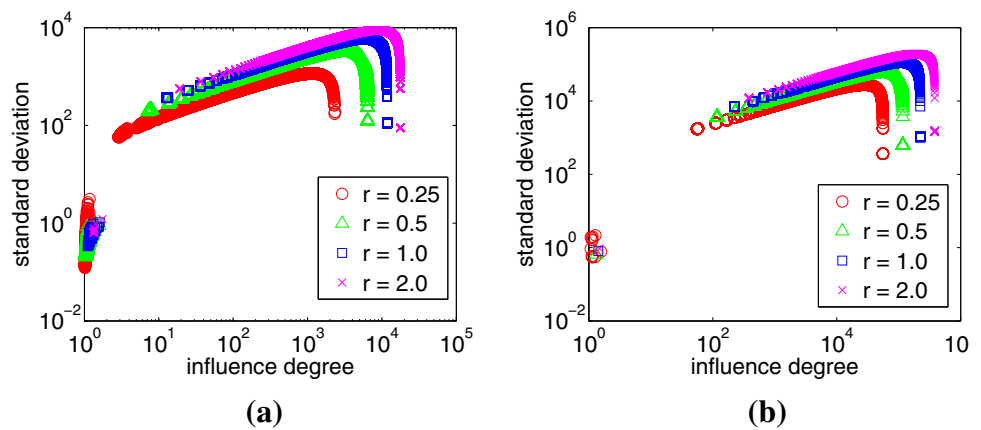 standard deviation
10^4
10^2
10^0
10^-2
10^0 10^1 10^2 10^3 10^4 10^5
influence degree
r = 0.25
r = 0.5
r = 1.0
r = 2.0
(a)
standard deviation
10^6
10^4
10^2
10^0
10^-2
10^0 10^2 10^4 10
influence degree
r = 0.25
r = 0.5
r = 1.0
r = 2.0
(b)